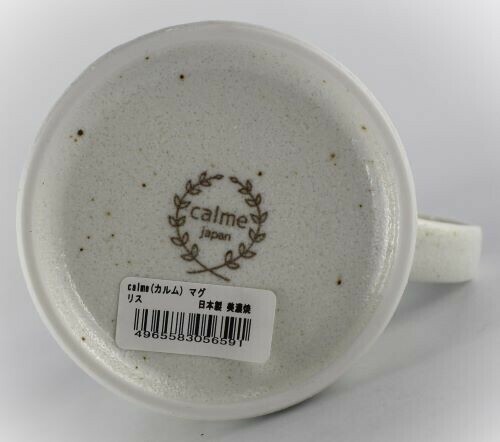 calme
japan
calme(カルム) マグ
リス 日本製 美濃焼
4965583056591